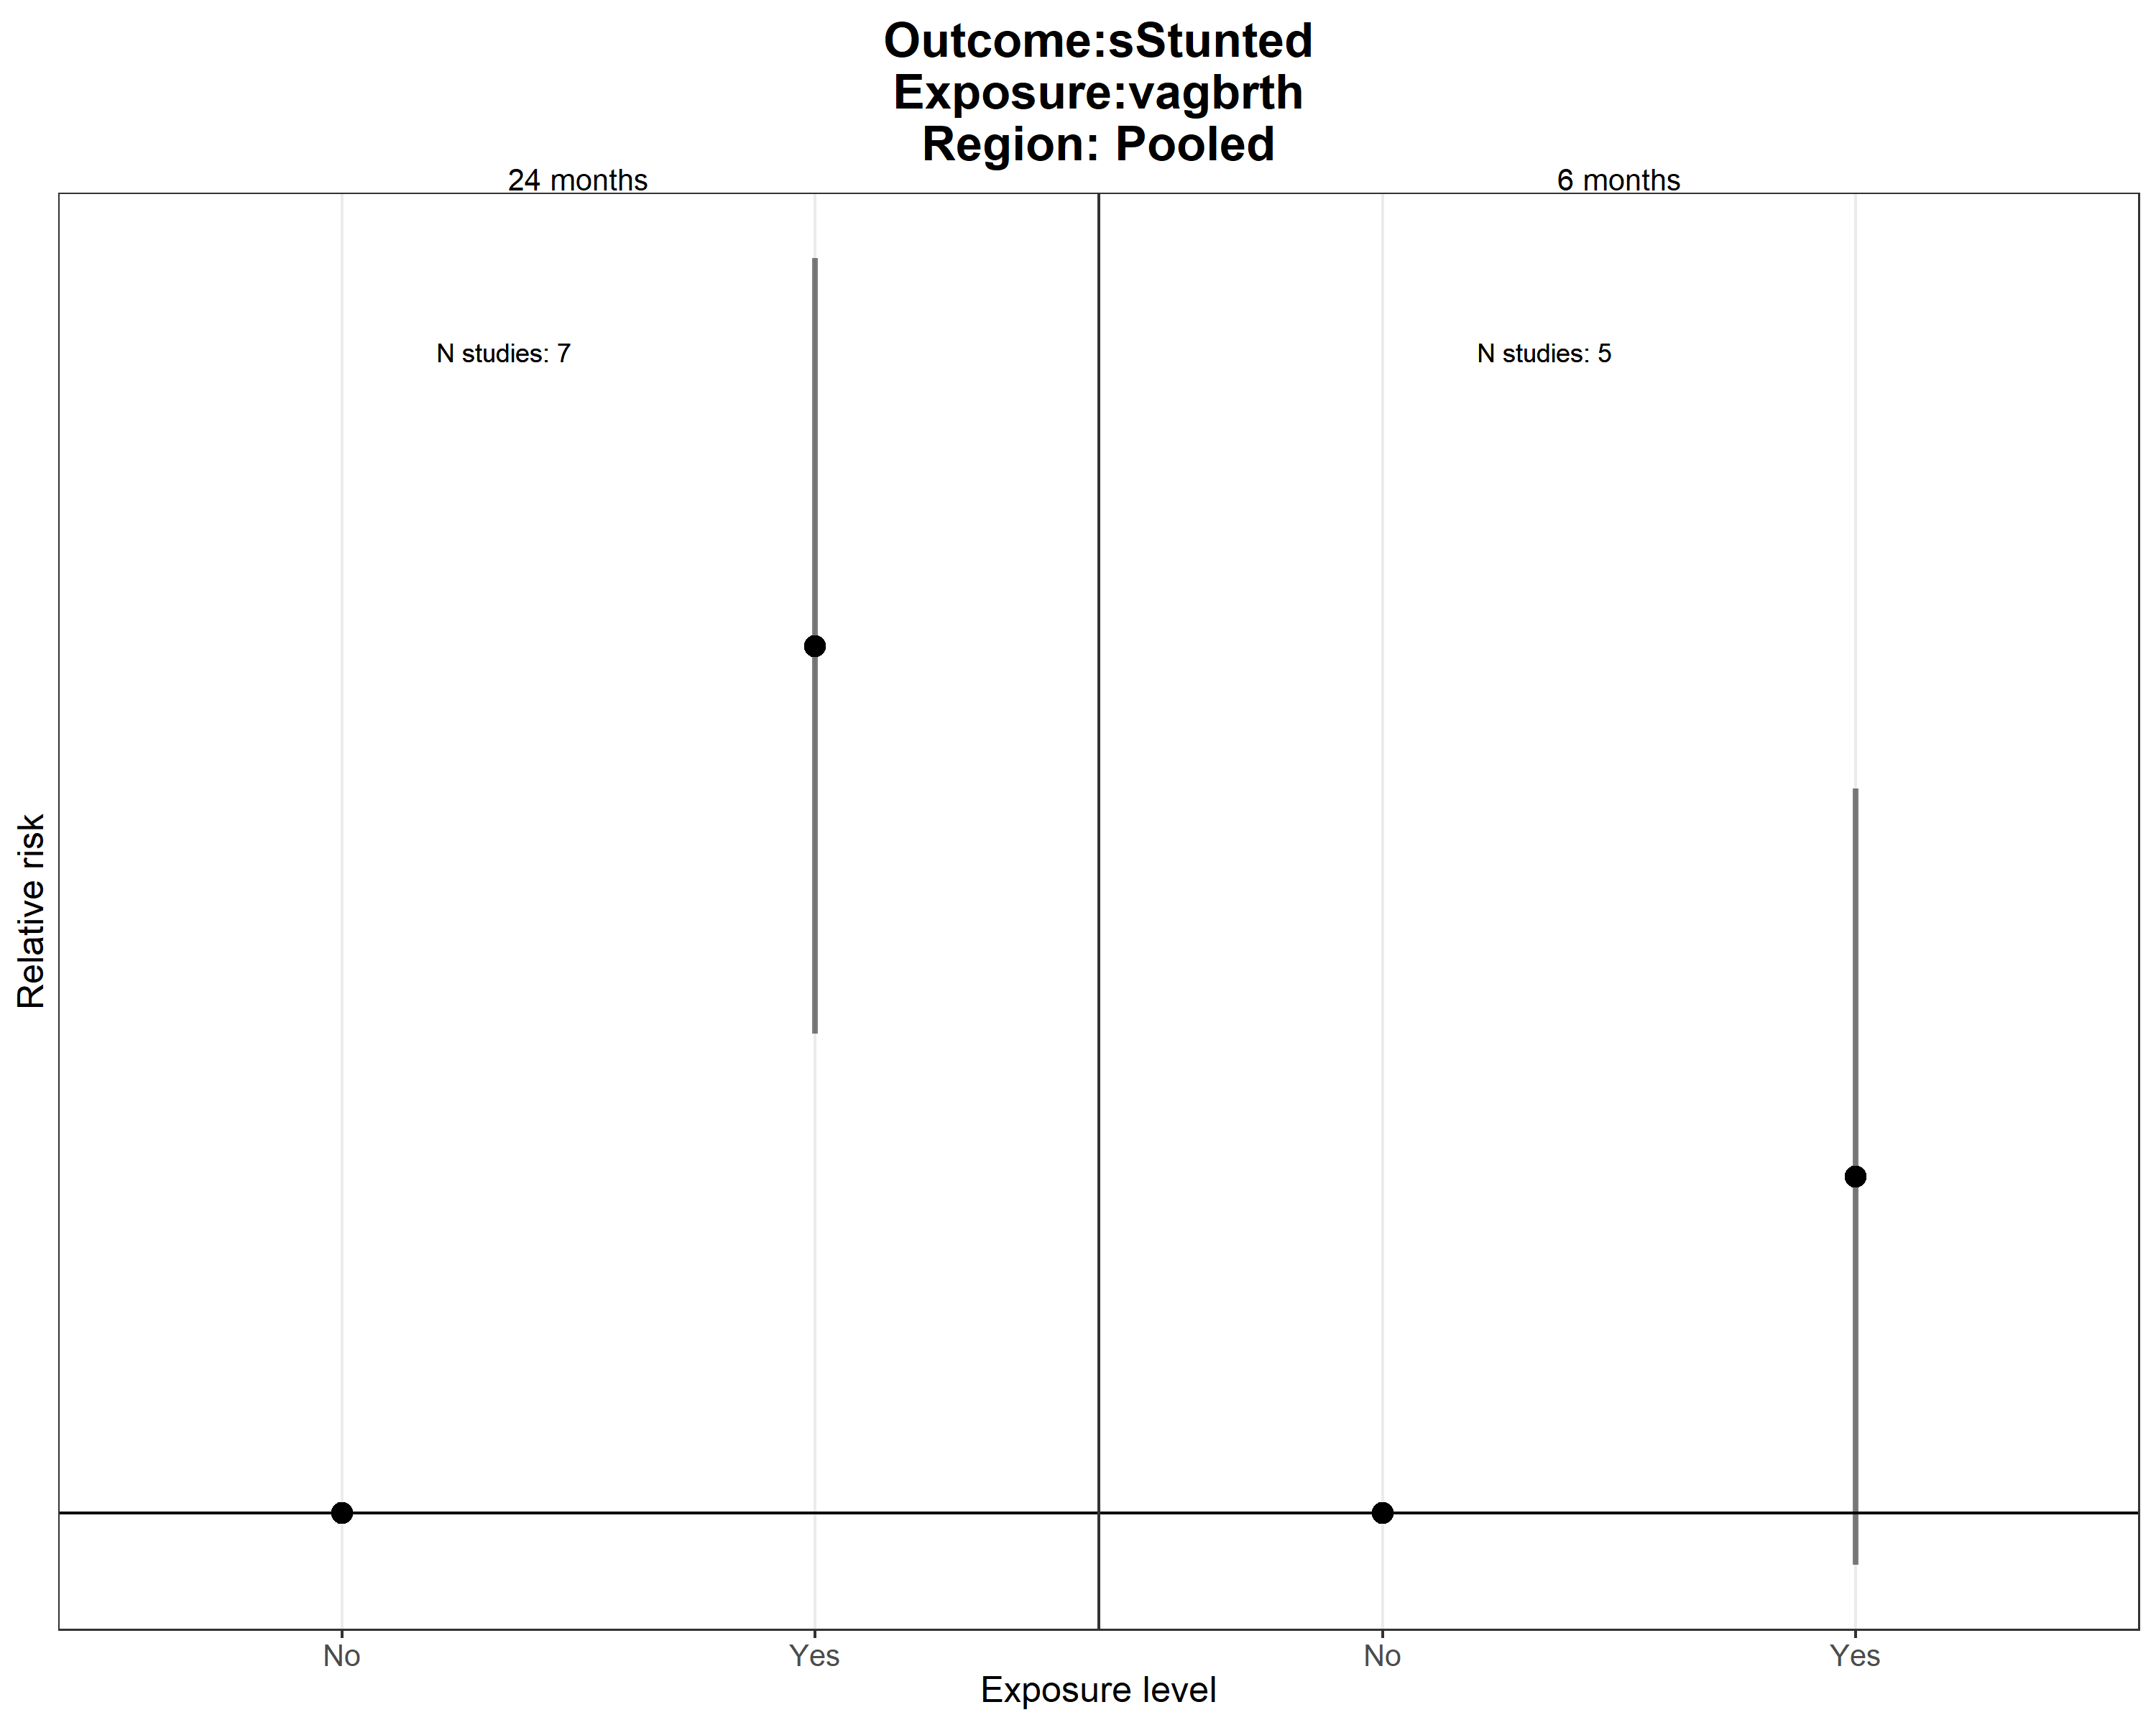 Outcome:sStunted
Exposure:vagbrth
Region: Pooled
24 months
6 months
N studies: 7
N studies: 5
Relative risk
No
Yes
No
Yes
Exposure level